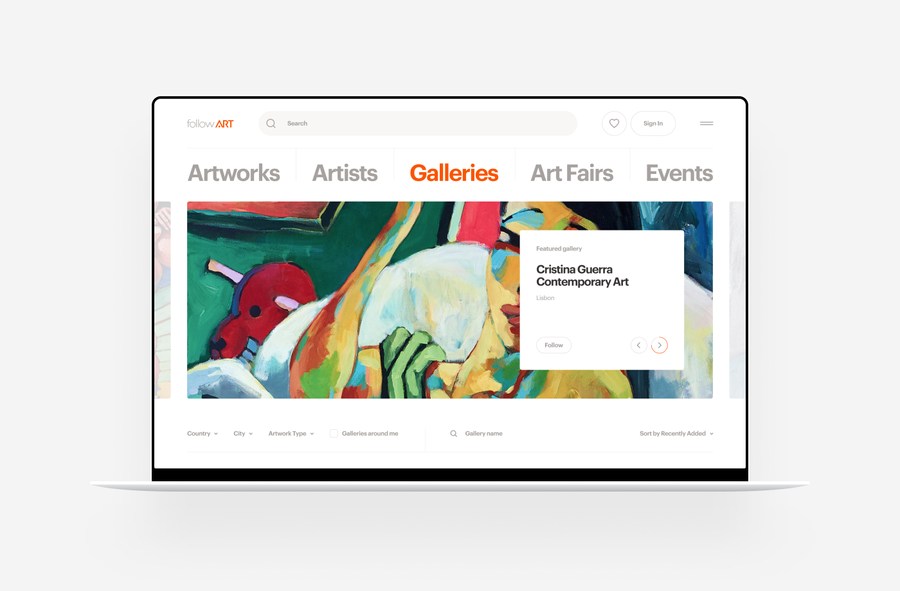 followART
Search
Sign In
Artworks
Artists
Galleries
Art Fairs
Events
Featured gallery
Cristina Guerra
Contemporary Art
Lisbon
Follow
Country
City
Artwork Type
Galleries around me
Gallery name
Sort by Recently Added